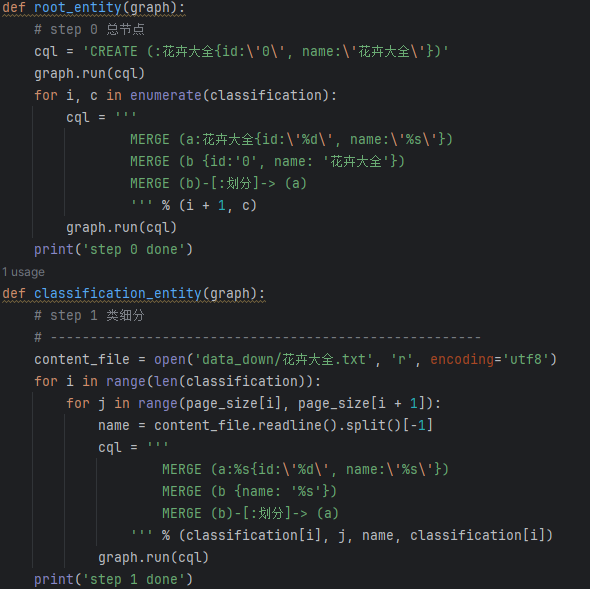 def root_entity(graph):
    # step 0 总节点
    cql = 'CREATE (:花卉大全{id:\'0\', name:\'花卉大全\'})'
    graph.run(cql)
    for i, c in enumerate(classification):
        cql = '''
                MERGE (a:花卉大全{id:\'%d\', name:\'%s\'})
                MERGE (b {id:'0', name: '花卉大全'})
                MERGE (b)-[:划分]-> (a)
                ''' % (i + 1, c)
        graph.run(cql)
    print('step 0 done')
1 usage
def classification_entity(graph):
    # step 1 类细分
    # ------------------------------------------------------
    content_file = open('data_down/花卉大全.txt', 'r', encoding='utf8')
    for i in range(len(classification)):
        for j in range(page_size[i], page_size[i + 1]):
            name = content_file.readline().split()[-1]
            cql = '''
                    MERGE (a:%s{id:\'%d\', name:\'%s\'})
                    MERGE (b {name: '%s'})
                    MERGE (b)-[:划分]-> (a)
                ''' % (classification[i], j, name, classification[i])
            graph.run(cql)
    print('step 1 done')